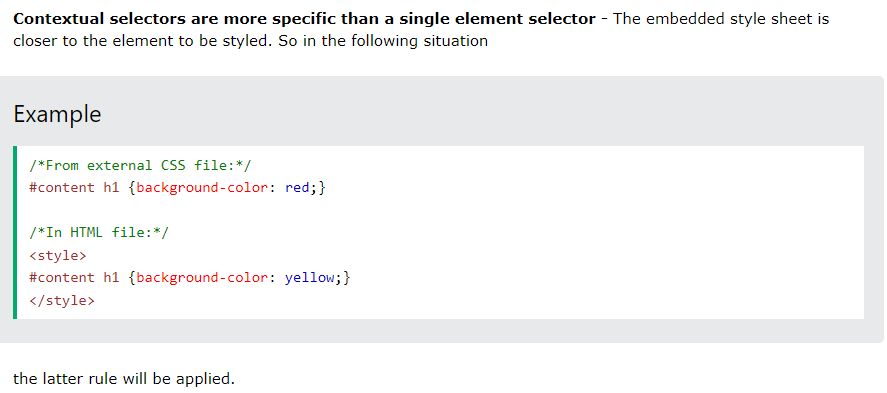 Contextual selectors are more specific than a single element selector - The embedded style sheet is
closer to the element to be styled. So in the following situation
Example
/*From external CSS file:*/
#content h1 {background-color: red;}
/*In HTML file:*/
<style>
#content h1 {background-color: yellow;}
</style>
the latter rule will be applied.